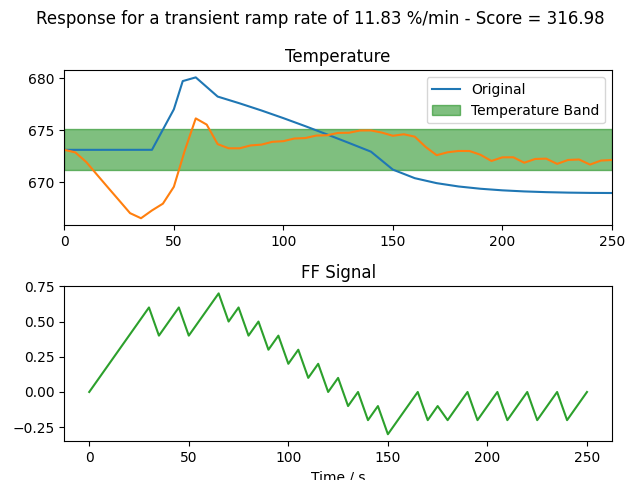 Response for a transient ramp rate of 11.83 %/min - Score = 316.98
Temperature
680
675
670
Original
Temperature Band
0 50 100 150 200 250
FF Signal
0.75
0.50
0.25
0.00
−0.25
0 50 100 150 200 250
Time / s